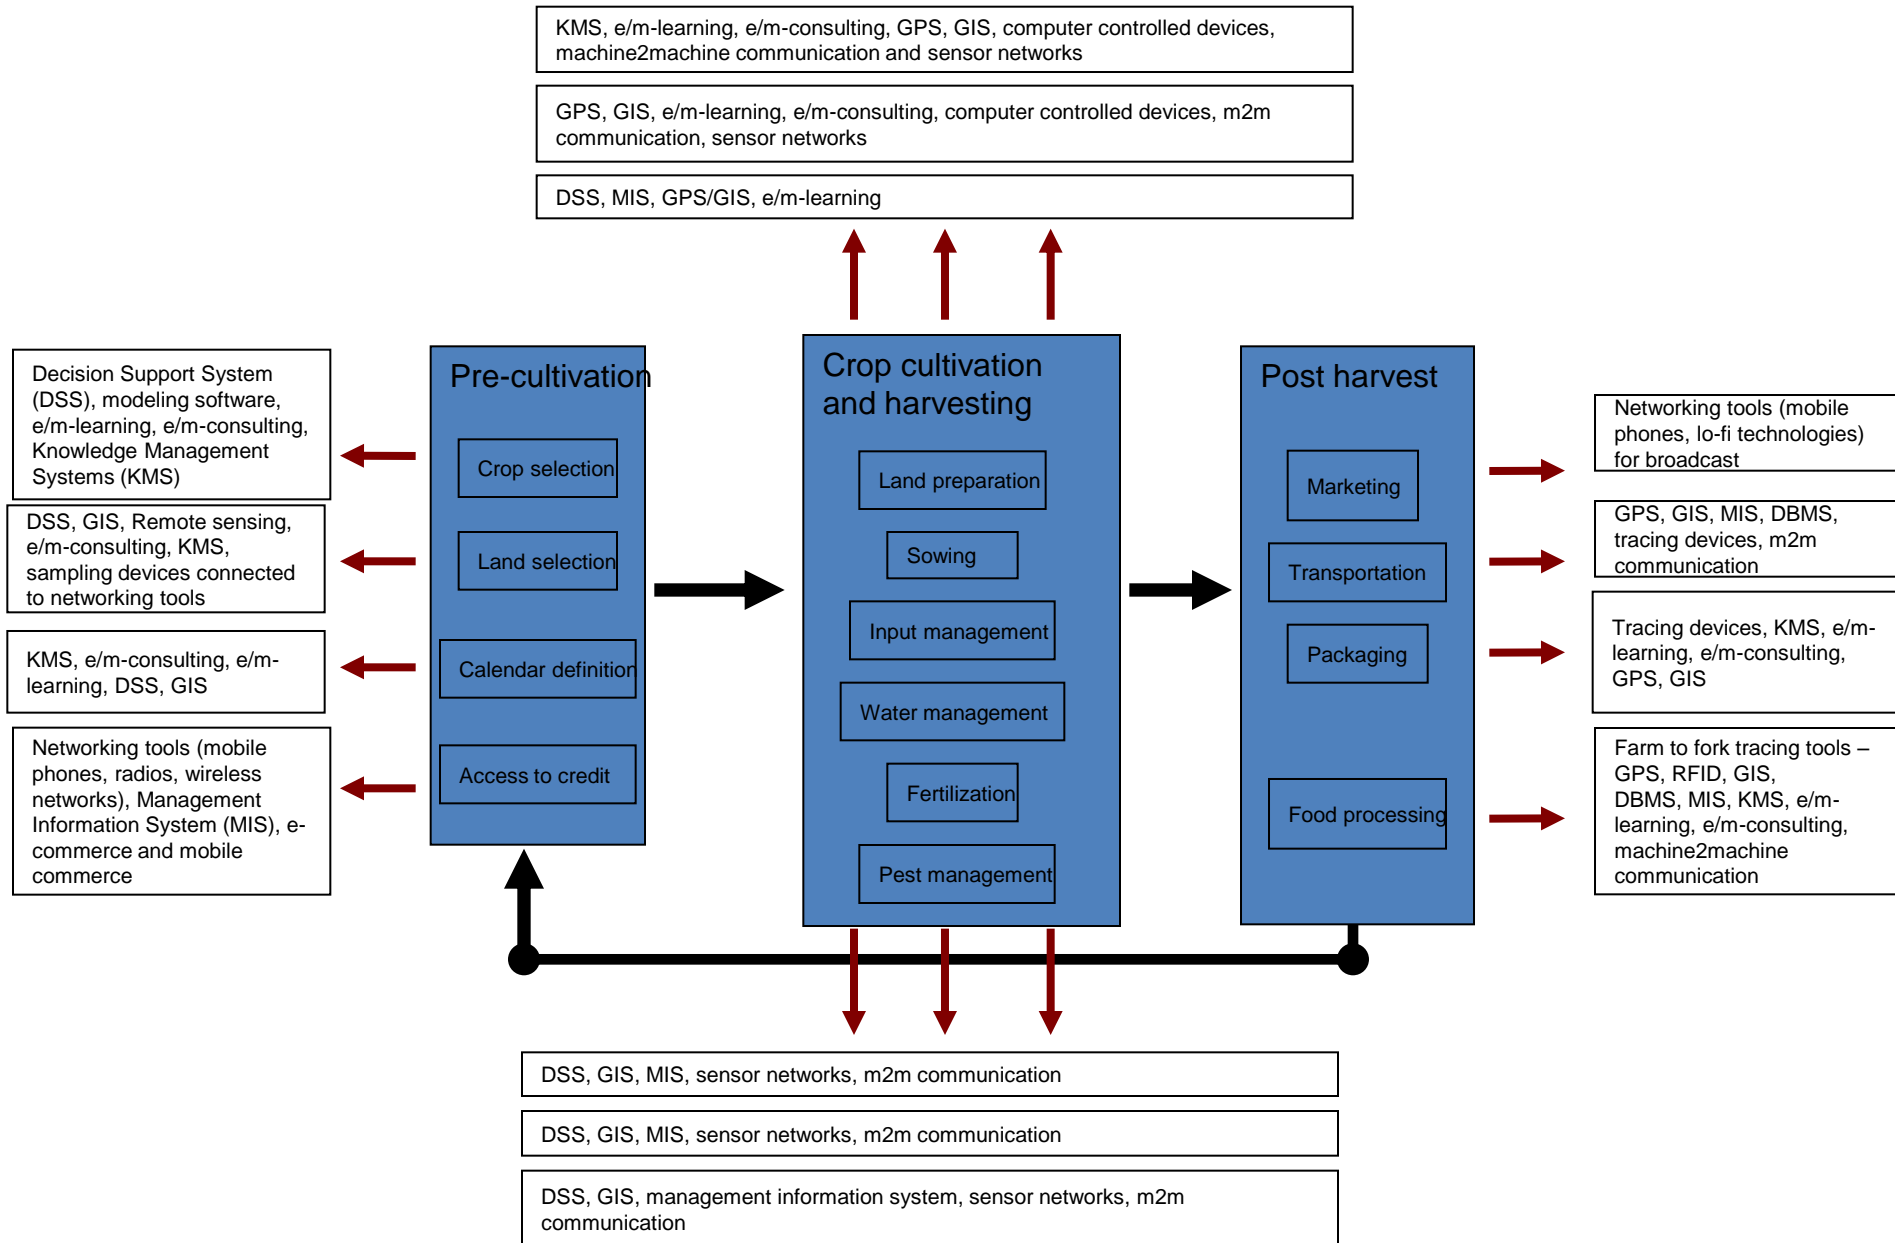 KMS, e/m-learning, e/m-consulting, GPS, GIS, computer controlled devices,
machine2machine communication and sensor networks
GPS, GIS, e/m-learning, e/m-consulting, computer controlled devices, m2m
communication, sensor networks
DSS, MIS, GPS/GIS, e/m-learning
Decision Support System
(DSS), modeling software,
e/m-learning, e/m-consulting,
Knowledge Management
Systems (KMS)
DSS, GIS, Remote sensing,
e/m-consulting, KMS,
sampling devices connected
to networking tools
KMS, e/m-consulting, e/m-
learning, DSS, GIS
Networking tools (mobile
phones, radios, wireless
networks), Management
Information System (MIS), e-
commerce and mobile
commerce
Pre-cultivation
Crop selection
Land selection
Calendar definition
Access to credit
Crop cultivation
and harvesting
Land preparation
Sowing
Input management
Water management
Fertilization
Pest management
Post harvest
Marketing
Transportation
Packaging
Food processing
Networking tools (mobile
phones, lo-fi technologies)
for broadcast
GPS, GIS, MIS, DBMS,
tracing devices, m2m
communication
Tracing devices, KMS, e/m-
learning, e/m-consulting,
GPS, GIS
Farm to fork tracing tools –
GPS, RFID, GIS,
DBMS, MIS, KMS, e/m-
learning, e/m-consulting,
machine2machine
communication
DSS, GIS, MIS, sensor networks, m2m communication
DSS, GIS, MIS, sensor networks, m2m communication
DSS, GIS, management information system, sensor networks, m2m
communication